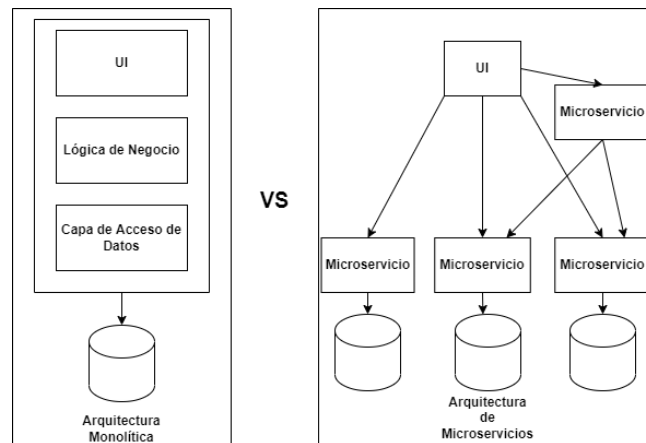 UI
Lógica de Negocio
Capa de Acceso de
Datos
Arquitectura
Monolítica
VS
UI
Microservicio
Microservicio
Microservicio
Microservicio
Arquitectura
de
Microservicios